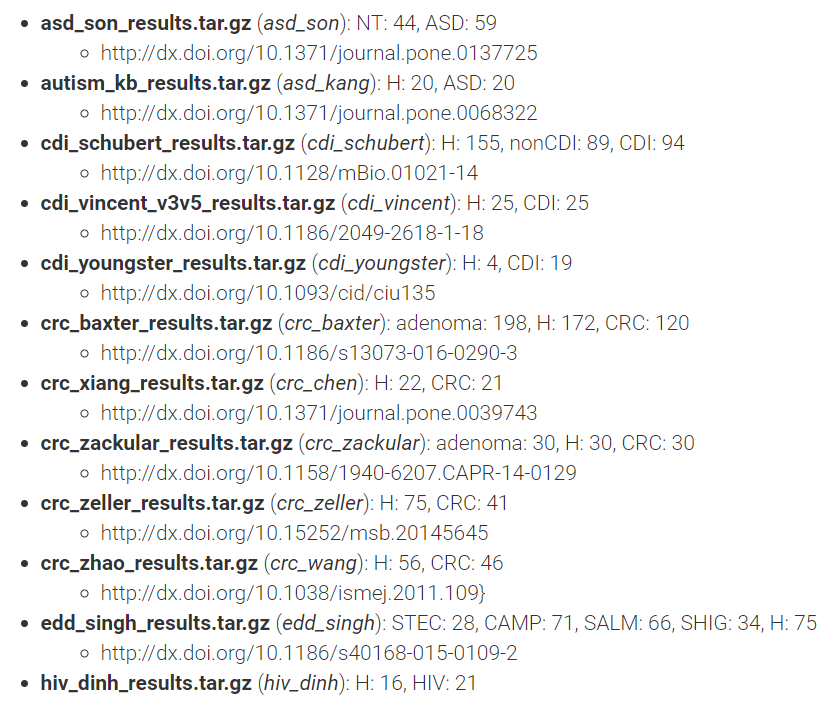 asd_son_results.tar.gz (asd_son): NT: 44, ASD: 59
http://dx.doi.org/10.1371/journal.pone.0137725
autism_kb_results.tar.gz (asd_kang): H: 20, ASD: 20
http://dx.doi.org/10.1371/journal.pone.0068322
cdi_schubert_results.tar.gz (cdi_schubert): H: 155, nonCDI: 89, CDI: 94
http://dx.doi.org/10.1128/mBio.01021-14
cdi_vincent_v3v5_results.tar.gz (cdi_vincent): H: 25, CDI: 25
http://dx.doi.org/10.1186/2049-2618-1-18
cdi_youngster_results.tar.gz (cdi_youngster): H: 4, CDI: 19
http://dx.doi.org/10.1093/cid/ciu135
crc_baxter_results.tar.gz (crc_baxter): adenoma: 198, H: 172, CRC: 120
http://dx.doi.org/10.1186/s13073-016-0290-3
crc_xiang_results.tar.gz (crc_chen): H: 22, CRC: 21
http://dx.doi.org/10.1371/journal.pone.0039743
crc_zackular_results.tar.gz (crc_zackular): adenoma: 30, H: 30, CRC: 30
http://dx.doi.org/10.1158/1940-6207.CAPR-14-0129
crc_zeller_results.tar.gz (crc_zeller): H: 75, CRC: 41
http://dx.doi.org/10.15252/msb.20145645
crc_zhao_results.tar.gz (crc_wang): H: 56, CRC: 46
http://dx.doi.org/10.1038/ismej.2011.109}
edd_singh_results.tar.gz (edd_singh): STEC: 28, CAMP: 71, SALM: 66, SHIG: 34, H: 75
http://dx.doi.org/10.1186/s40168-015-0109-2
hiv_dinh_results.tar.gz (hiv_dinh): H: 16, HIV: 21